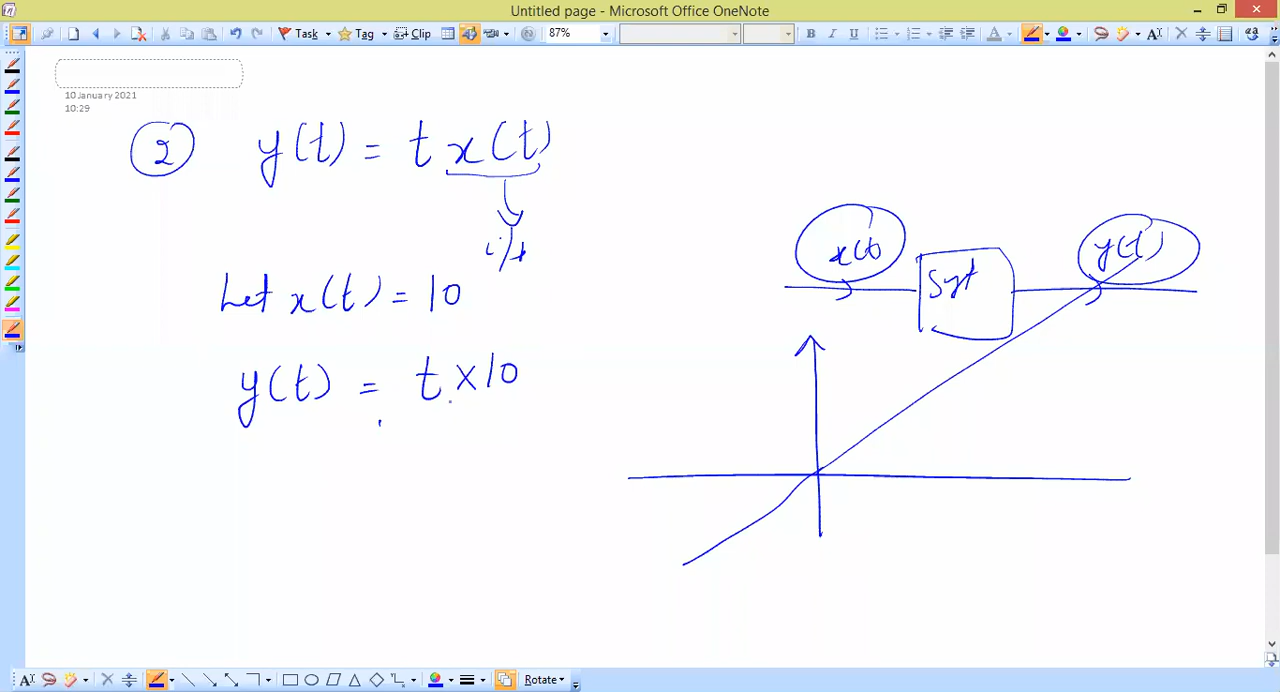 Untitled page - Microsoft Office OneNote
Task Tag Clip 87% B I U
10 January 2021
10:29
2 y(t) = t x(t)
i/p
Let x(t) = 10
y(t) = t × 10
x(t) Syst y(t)
Rotate